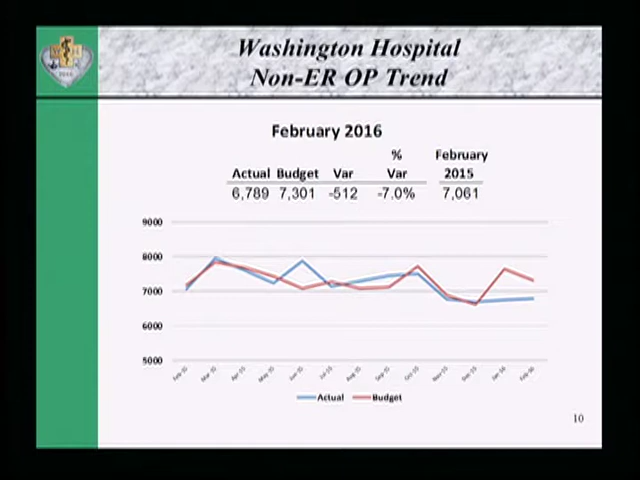 Washington Hospital
Non-ER OP Trend
February 2016
% February
Actual Budget Var Var 2015
6,789 7,301 -512 -7.0% 7,061
9000
8000
7000
6000
5000
Actual Budget
10